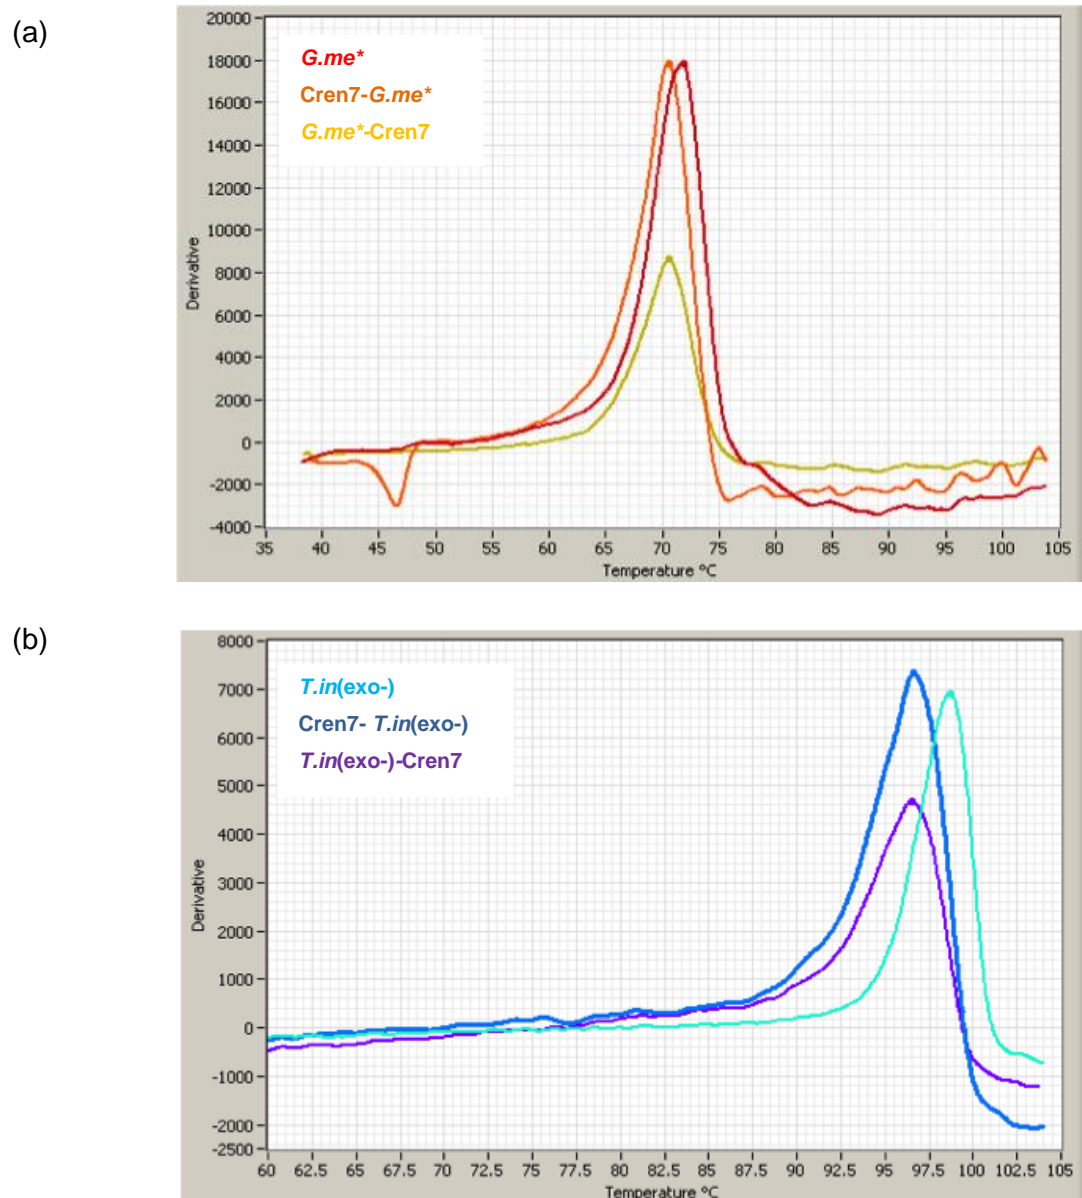 (a)
G.me*
Cren7-G.me*
G.me*-Cren7
Derivative
20000
18000
16000
14000
12000
10000
8000
6000
4000
2000
0
-2000
-4000
35 40 45 50 55 60 65 70 75 80 85 90 95 100 105
Temperature ºC
(b)
T.in(exo-)
Cren7- T.in(exo-)
T.in(exo-)-Cren7
Derivative
8000
7000
6000
5000
4000
3000
2000
1000
0
-1000
-2000
-2500
60 62.5 65 67.5 70 72.5 75 77.5 80 82.5 85 87.5 90 92.5 95 97.5 100 102.5 105
Temperature ºC